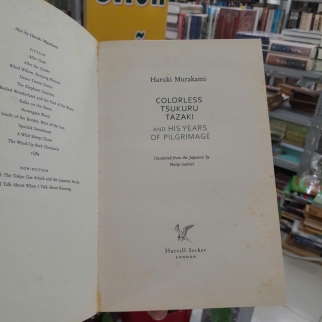 Also by Haruki Murakami
FICTION
After Dark
After the Quake
Blind Willow, Sleeping Woman
Dance Dance Dance
The Elephant Vanishes
Hard-Boiled Wonderland and the End of the World
Kafka on the Shore
Norwegian Wood
South of the Border, West of the Sun
Sputnik Sweetheart
A Wild Sheep Chase
The Wind-Up Bird Chronicle
1Q84
NON-FICTION
The Tokyo Gas Attack and the Japanese Psyche
I Talk About When I Talk About Running
Haruki Murakami
COLORLESS
TSUKURU
TAZAKI
AND HIS YEARS
OF PILGRIMAGE
Translated from the Japanese by
Philip Gabriel
Harvill Secker
LONDON